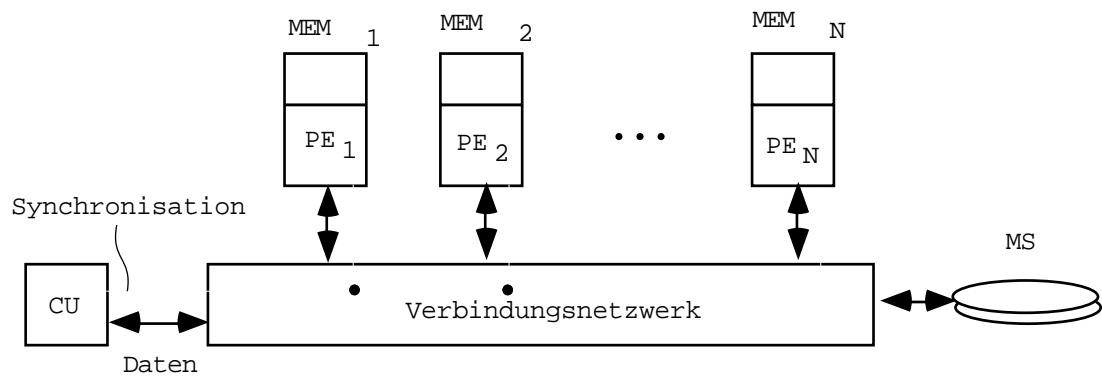 MEM 1
MEM 2
MEM N
PE 1
PE 2
...
PE N
Synchronisation
MS
CU
Verbindungsnetzwerk
Daten